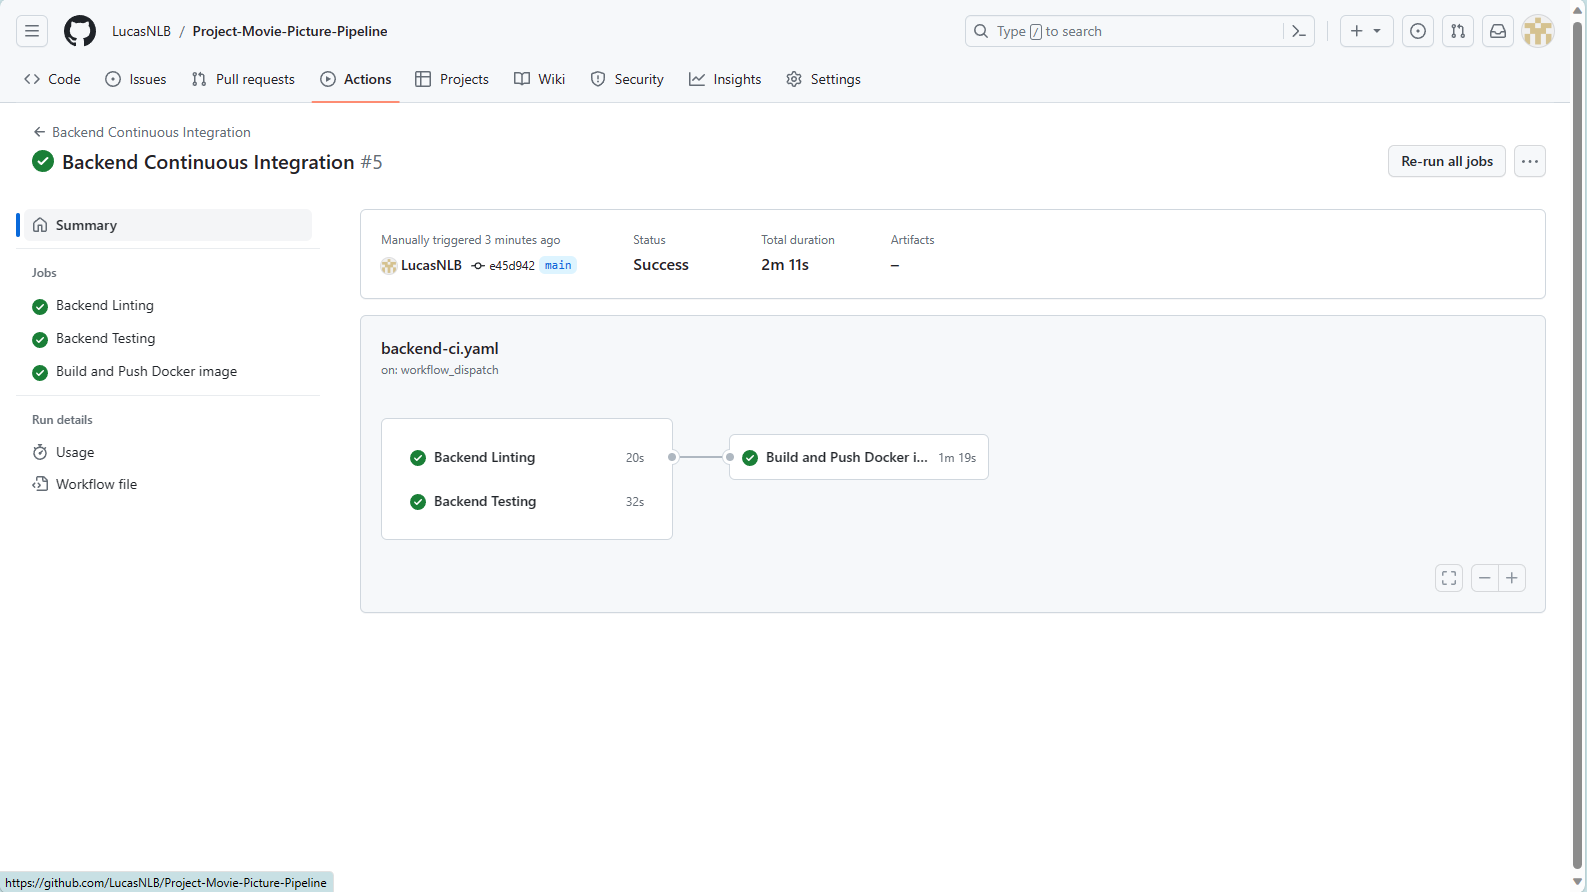 LucasNLB / Project-Movie-Picture-Pipeline
Type / to search
Code
Issues
Pull requests
Actions
Projects
Wiki
Security
Insights
Settings
Backend Continuous Integration
Backend Continuous Integration #5
Re-run all jobs
Summary
Jobs
Backend Linting
Backend Testing
Build and Push Docker image
Run details
Usage
Workflow file
Manually triggered 3 minutes ago
LucasNLB e45d942 main
Status
Success
Total duration
2m 11s
Artifacts
–
backend-ci.yaml
on: workflow_dispatch
Backend Linting 20s
Backend Testing 32s
Build and Push Docker i... 1m 19s
https://github.com/LucasNLB/Project-Movie-Picture-Pipeline